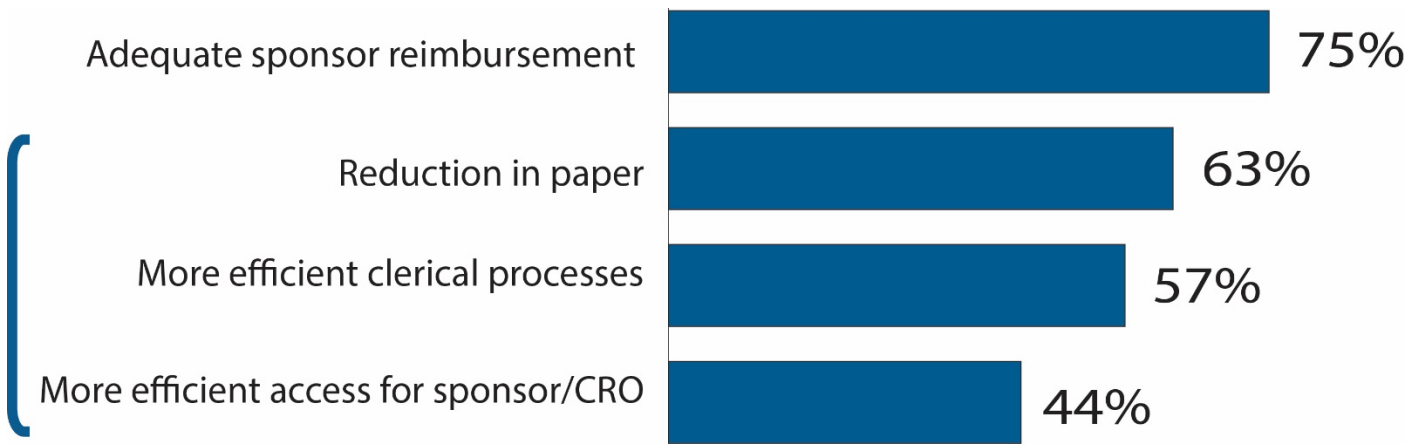 Adequate sponsor reimbursement 75%
Reduction in paper 63%
More efficient clerical processes 57%
More efficient access for sponsor/CRO 44%